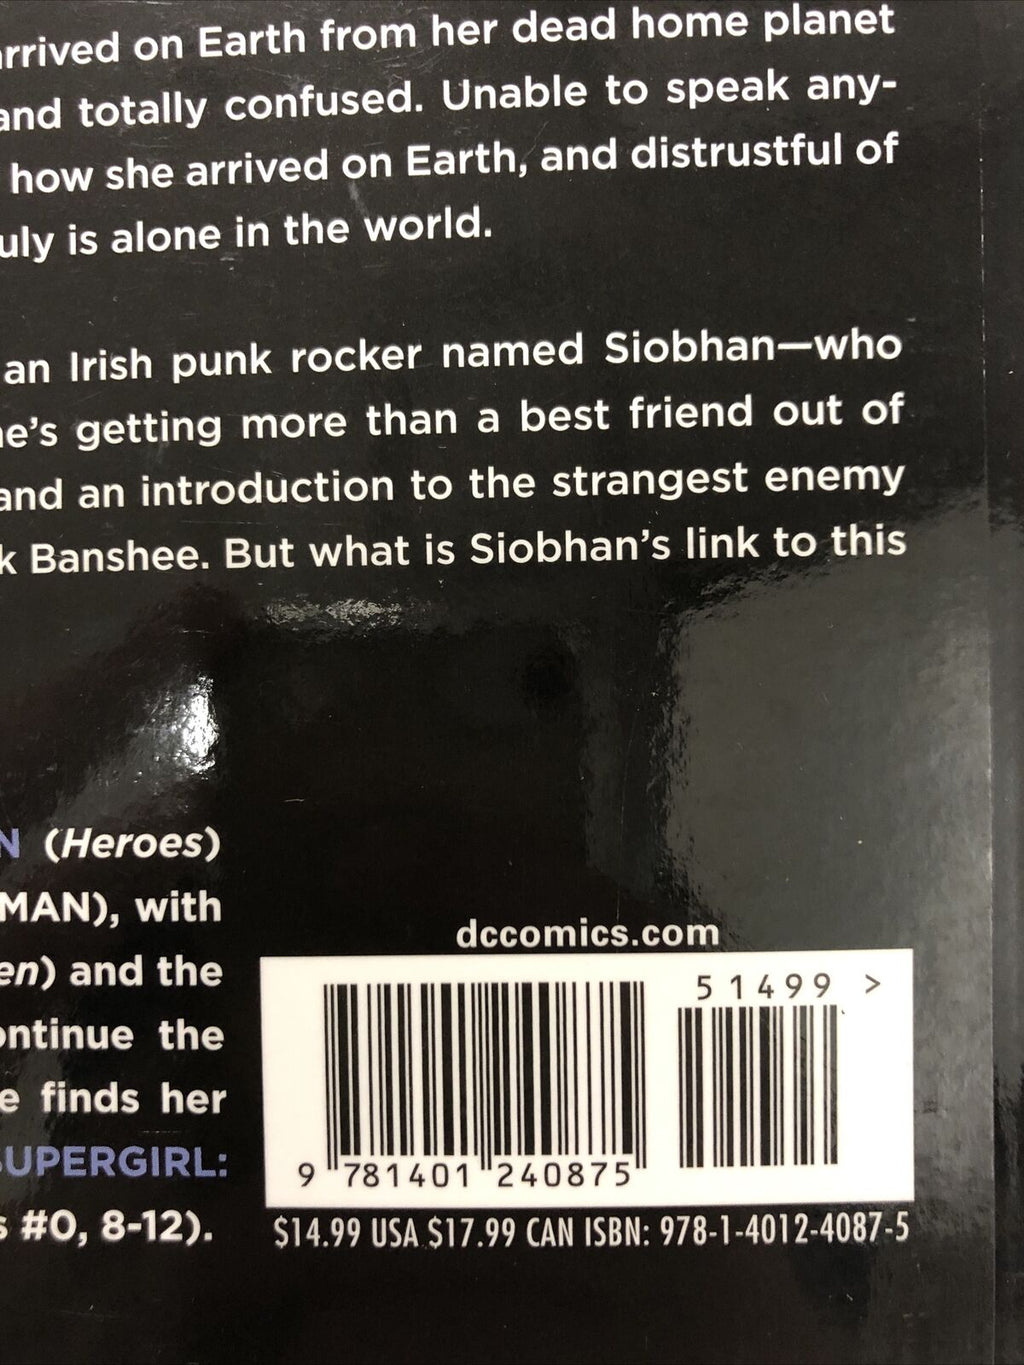 arrived on Earth from her dead home planet
and totally confused. Unable to speak any-
how she arrived on Earth, and distrustful of
uly is alone in the world.
an Irish punk rocker named Siobhan—who
e's getting more than a best friend out of
and an introduction to the strangest enemy
k Banshee. But what is Siobhan's link to this
N (Heroes)
MAN), with
en) and the
ontinue the
e finds her
SUPERGIRL:
s #0, 8-12).
dccomics.com
5 1499 >
9 781401 240875
$14.99 USA $17.99 CAN ISBN: 978-1-4012-4087-5